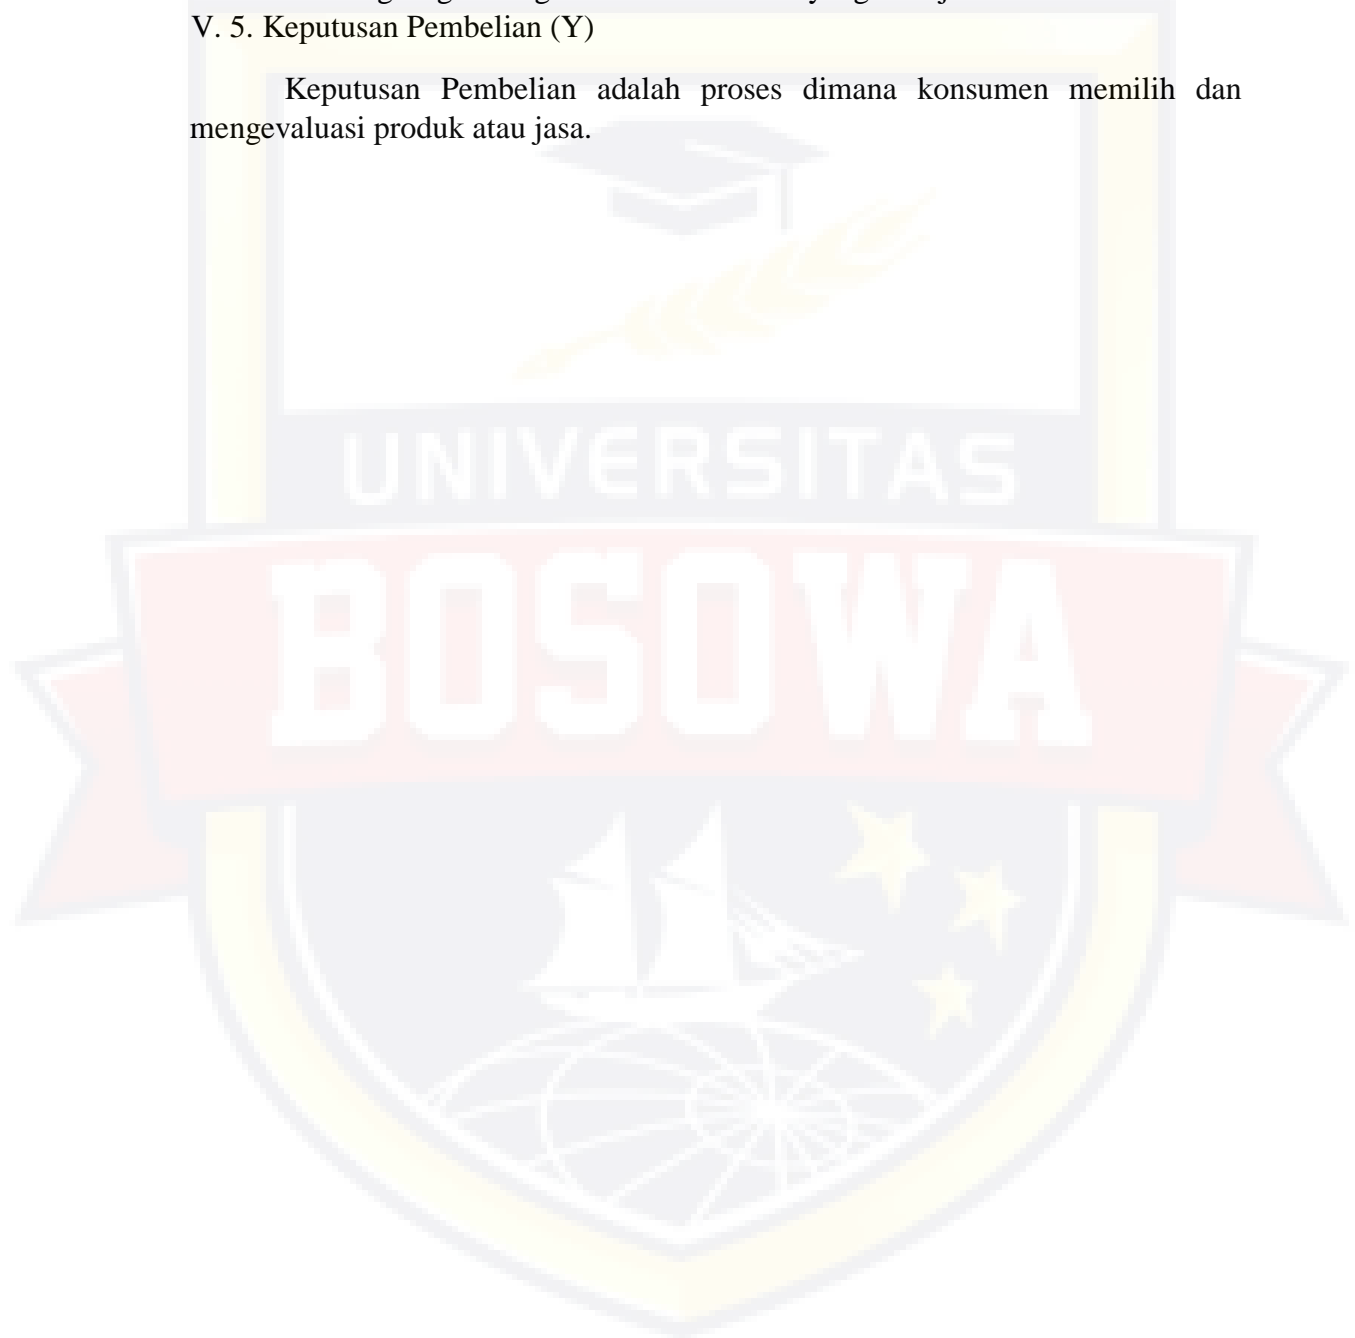 V. 5. Keputusan Pembelian (Y)
Keputusan Pembelian adalah proses dimana konsumen memilih dan
mengevaluasi produk atau jasa.
UNIVERSITAS
BOSOWA